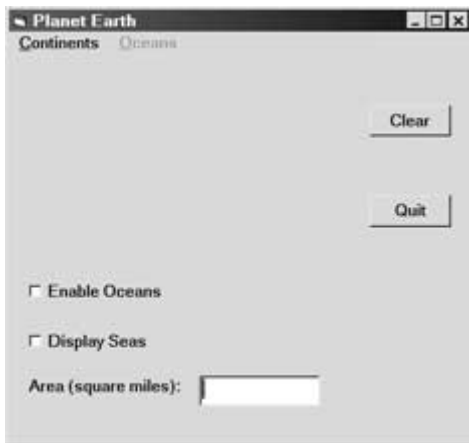 Planet Earth
Continents Oceans
Clear
Quit
Enable Oceans
Display Seas
Area (square miles):